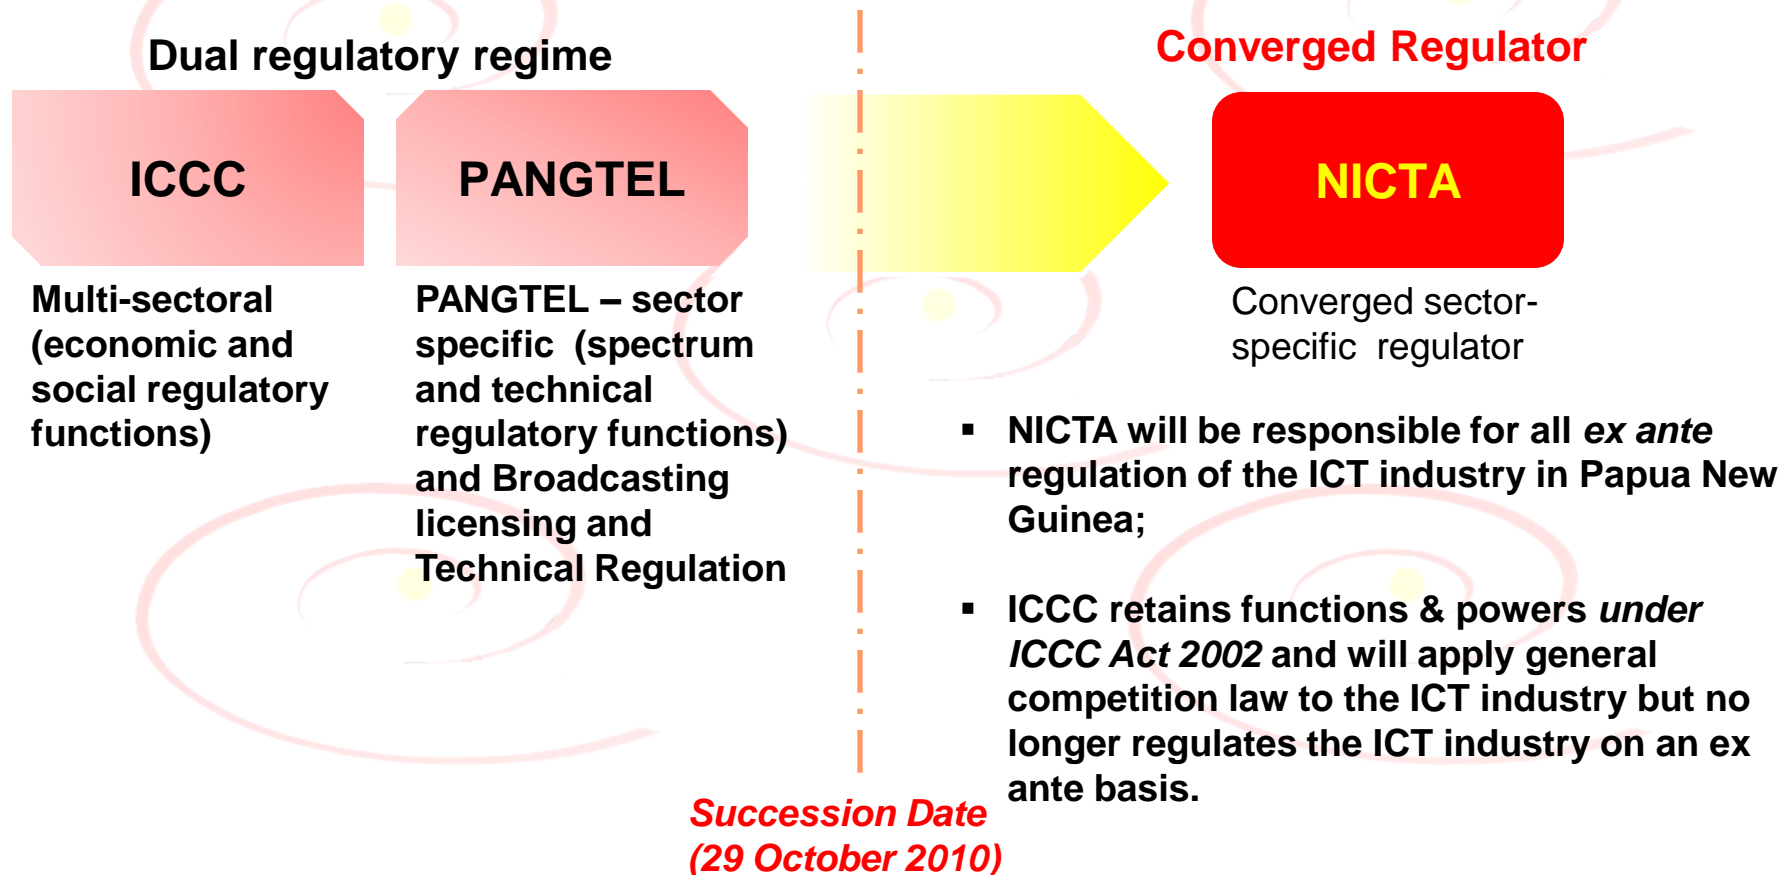 Dual regulatory regime
ICCC
PANGTEL
Multi-sectoral
(economic and
social regulatory
functions)
PANGTEL – sector
specific (spectrum
and technical
regulatory functions)
and Broadcasting
licensing and
Technical Regulation
Succession Date
(29 October 2010)
Converged Regulator
NICTA
Converged sector-
specific regulator
▪ NICTA will be responsible for all ex ante
regulation of the ICT industry in Papua New
Guinea;
▪ ICCC retains functions & powers under
ICCC Act 2002 and will apply general
competition law to the ICT industry but no
longer regulates the ICT industry on an ex
ante basis.